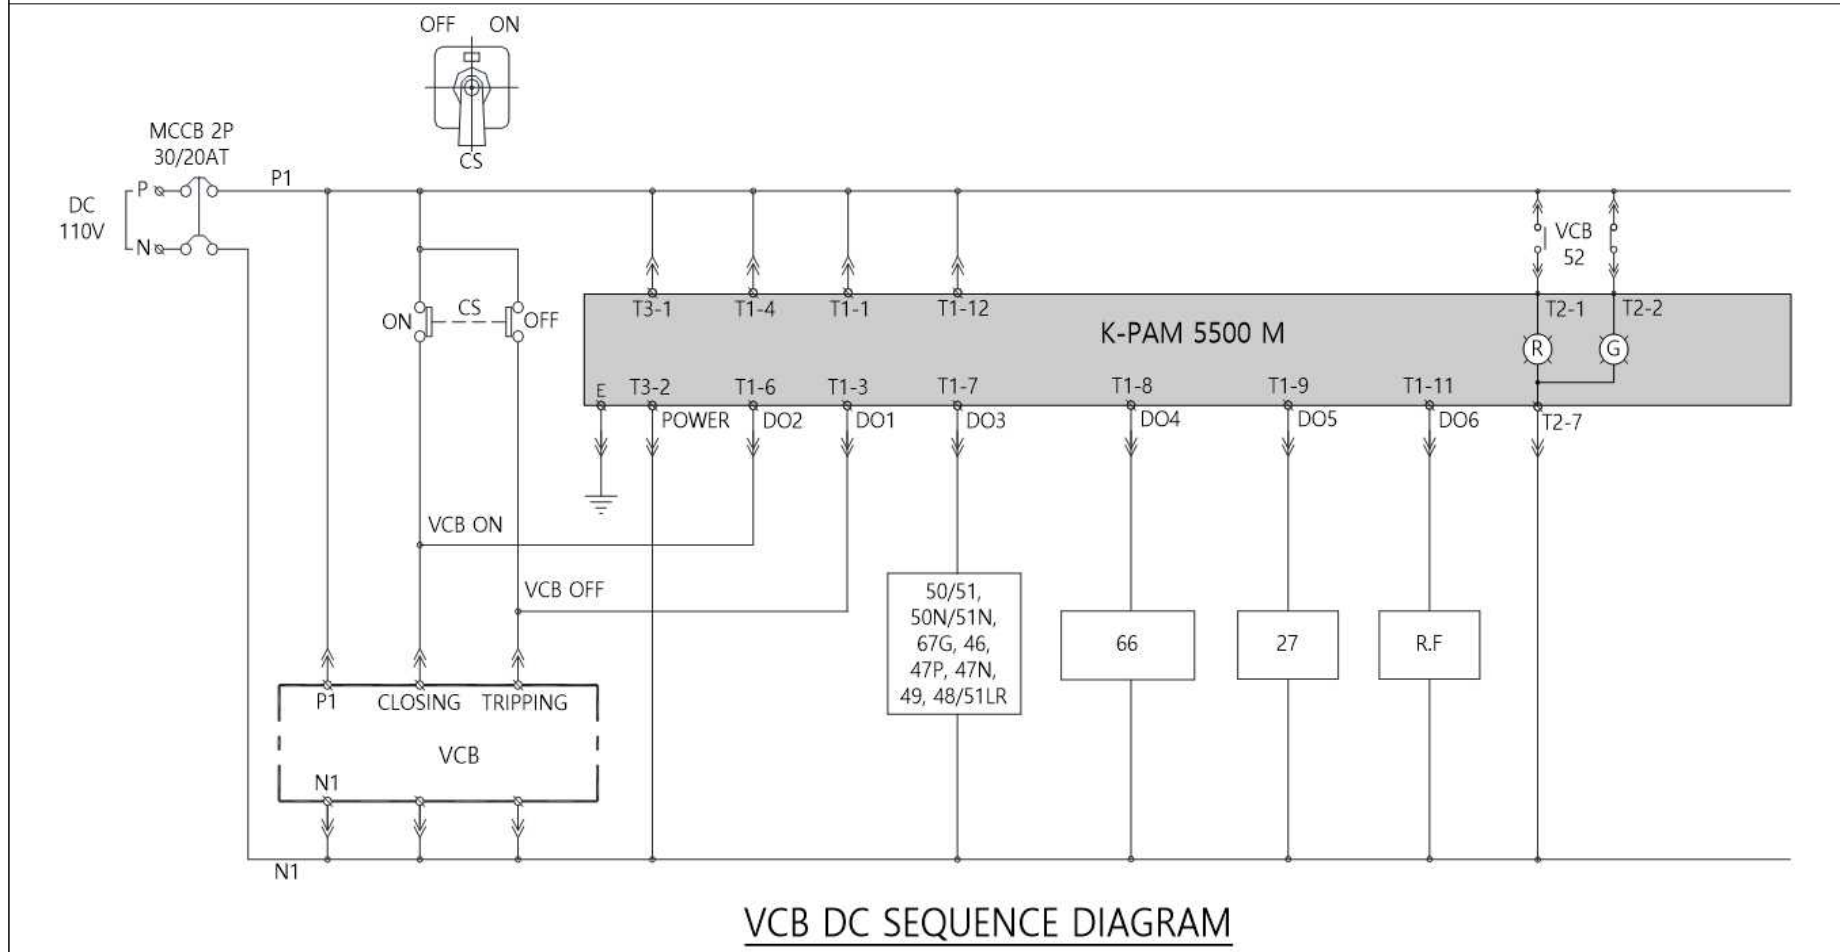 OFF ON
CS
MCCB 2P
30/20AT
P1
DC
110V
P
N
VCB
52
ON
CS
OFF
T3-1
T1-4
T1-1
T1-12
T2-1
T2-2
K-PAM 5500 M
R
G
E
T3-2
T1-6
T1-3
T1-7
T1-8
T1-9
T1-11
POWER
DO2
DO1
DO3
DO4
DO5
DO6
T2-7
VCB ON
VCB OFF
50/51,
50N/51N,
67G, 46,
47P, 47N,
49, 48/51LR
66
27
R.F
P1
CLOSING
TRIPPING
VCB
N1
N1
VCB DC SEQUENCE DIAGRAM